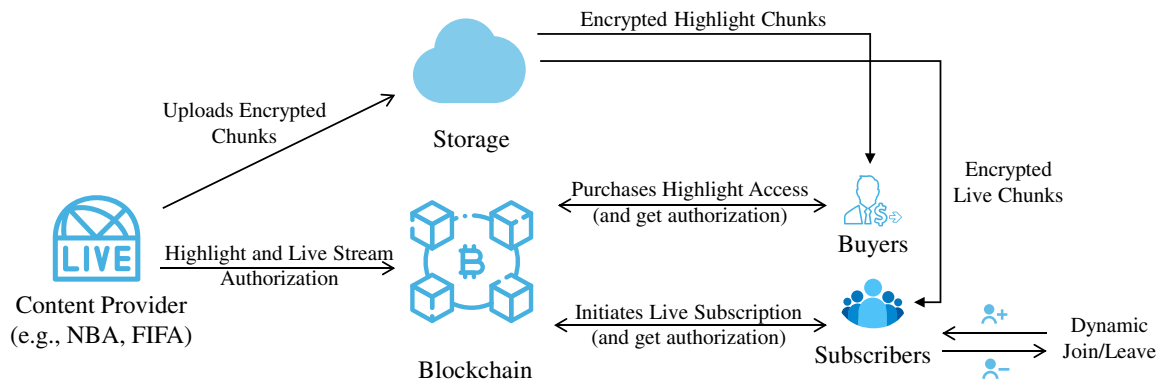 Encrypted Highlight Chunks
Uploads Encrypted
Chunks
Storage
Encrypted
Live Chunks
Purchases Highlight Access
(and get authorization)
Buyers
LIVE
Highlight and Live Stream
Authorization
Content Provider
(e.g., NBA, FIFA)
Initiates Live Subscription
(and get authorization)
Blockchain
Subscribers
Dynamic
Join/Leave